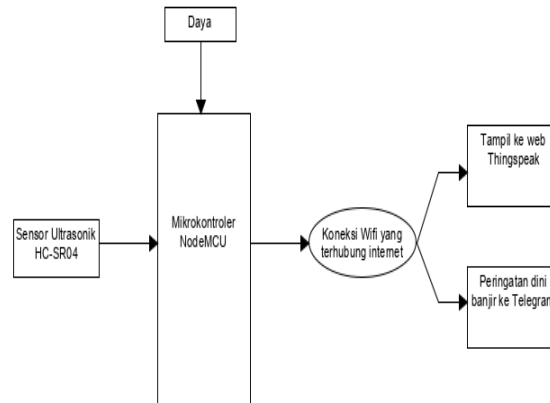 Daya
Tampil ke web
Thingspeak
Mikrokontroler
NodeMCU
Sensor Ultrasonik
HC-SR04
Koneksi Wifi yang
terhubung internet
Peringatan dini
banjir ke Telegram